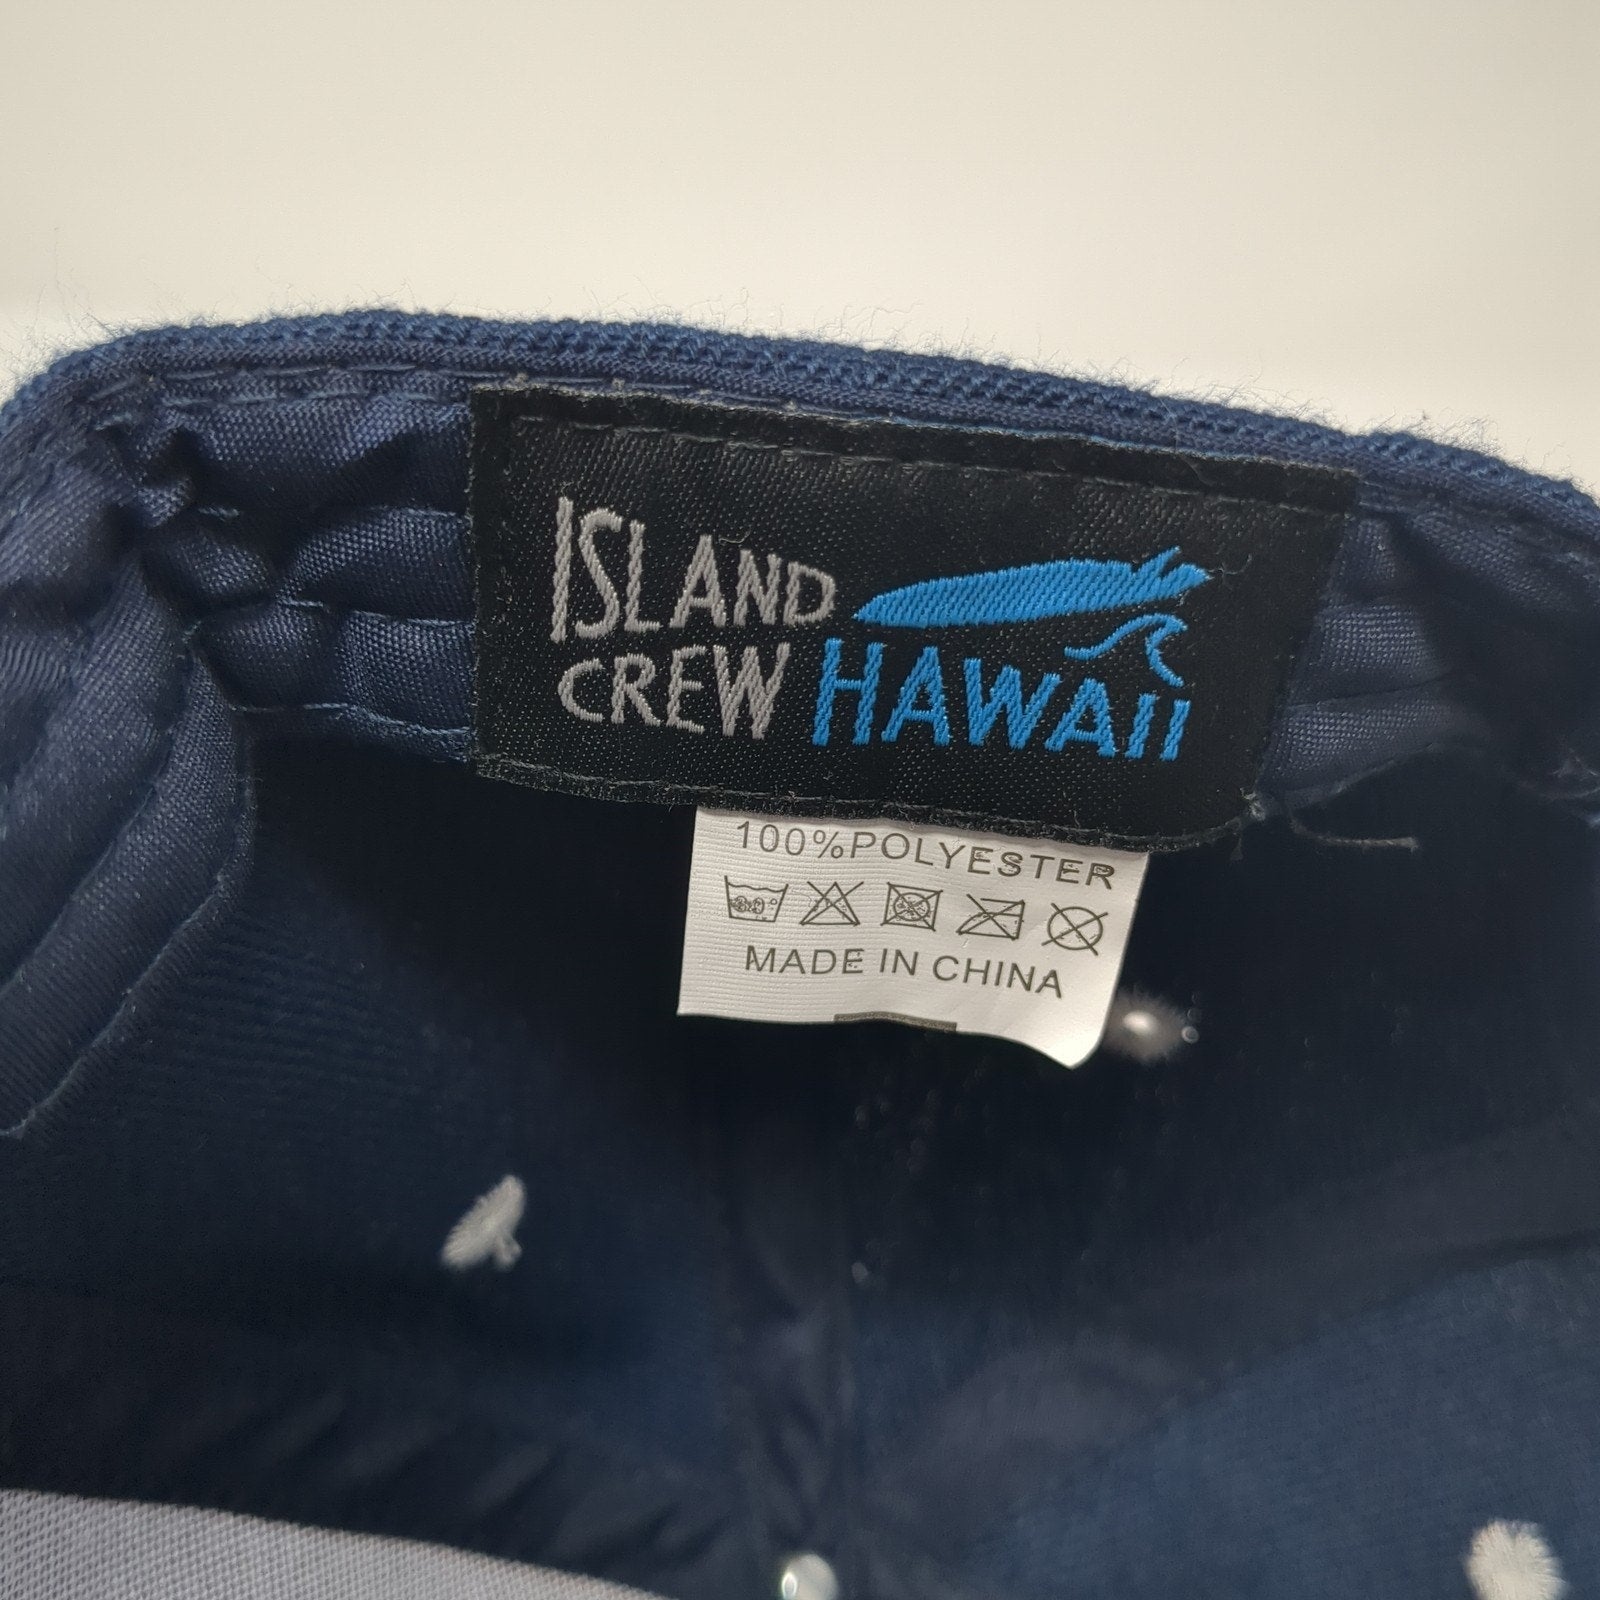 ISLAND
CREW HAWAII
100%POLYESTER
MADE IN CHINA